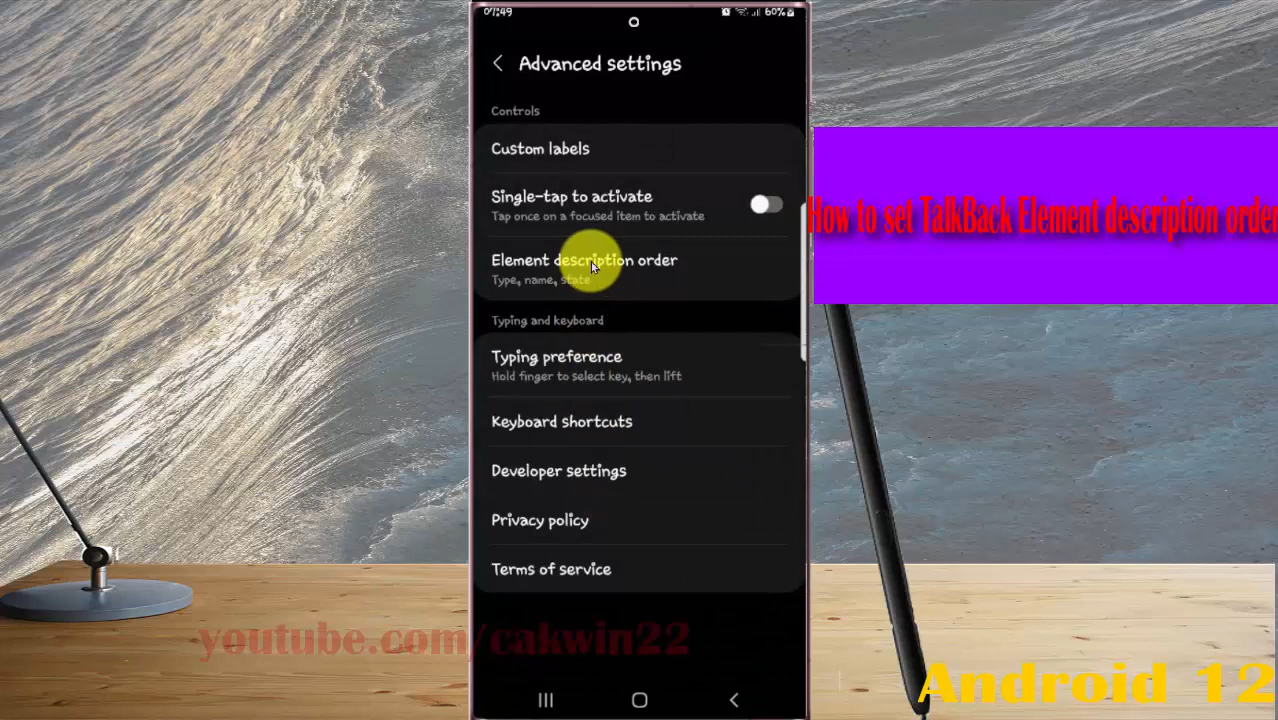 07:49
60%
Advanced settings
Controls
Custom labels
Single-tap to activate
Tap once on a focused item to activate
Element description order
Type, name, state
Typing and keyboard
Typing preference
Hold finger to select key, then lift
Keyboard shortcuts
Developer settings
Privacy policy
Terms of service
How to set TalkBack Element description order
youtube.com/cakwin22
Android 12